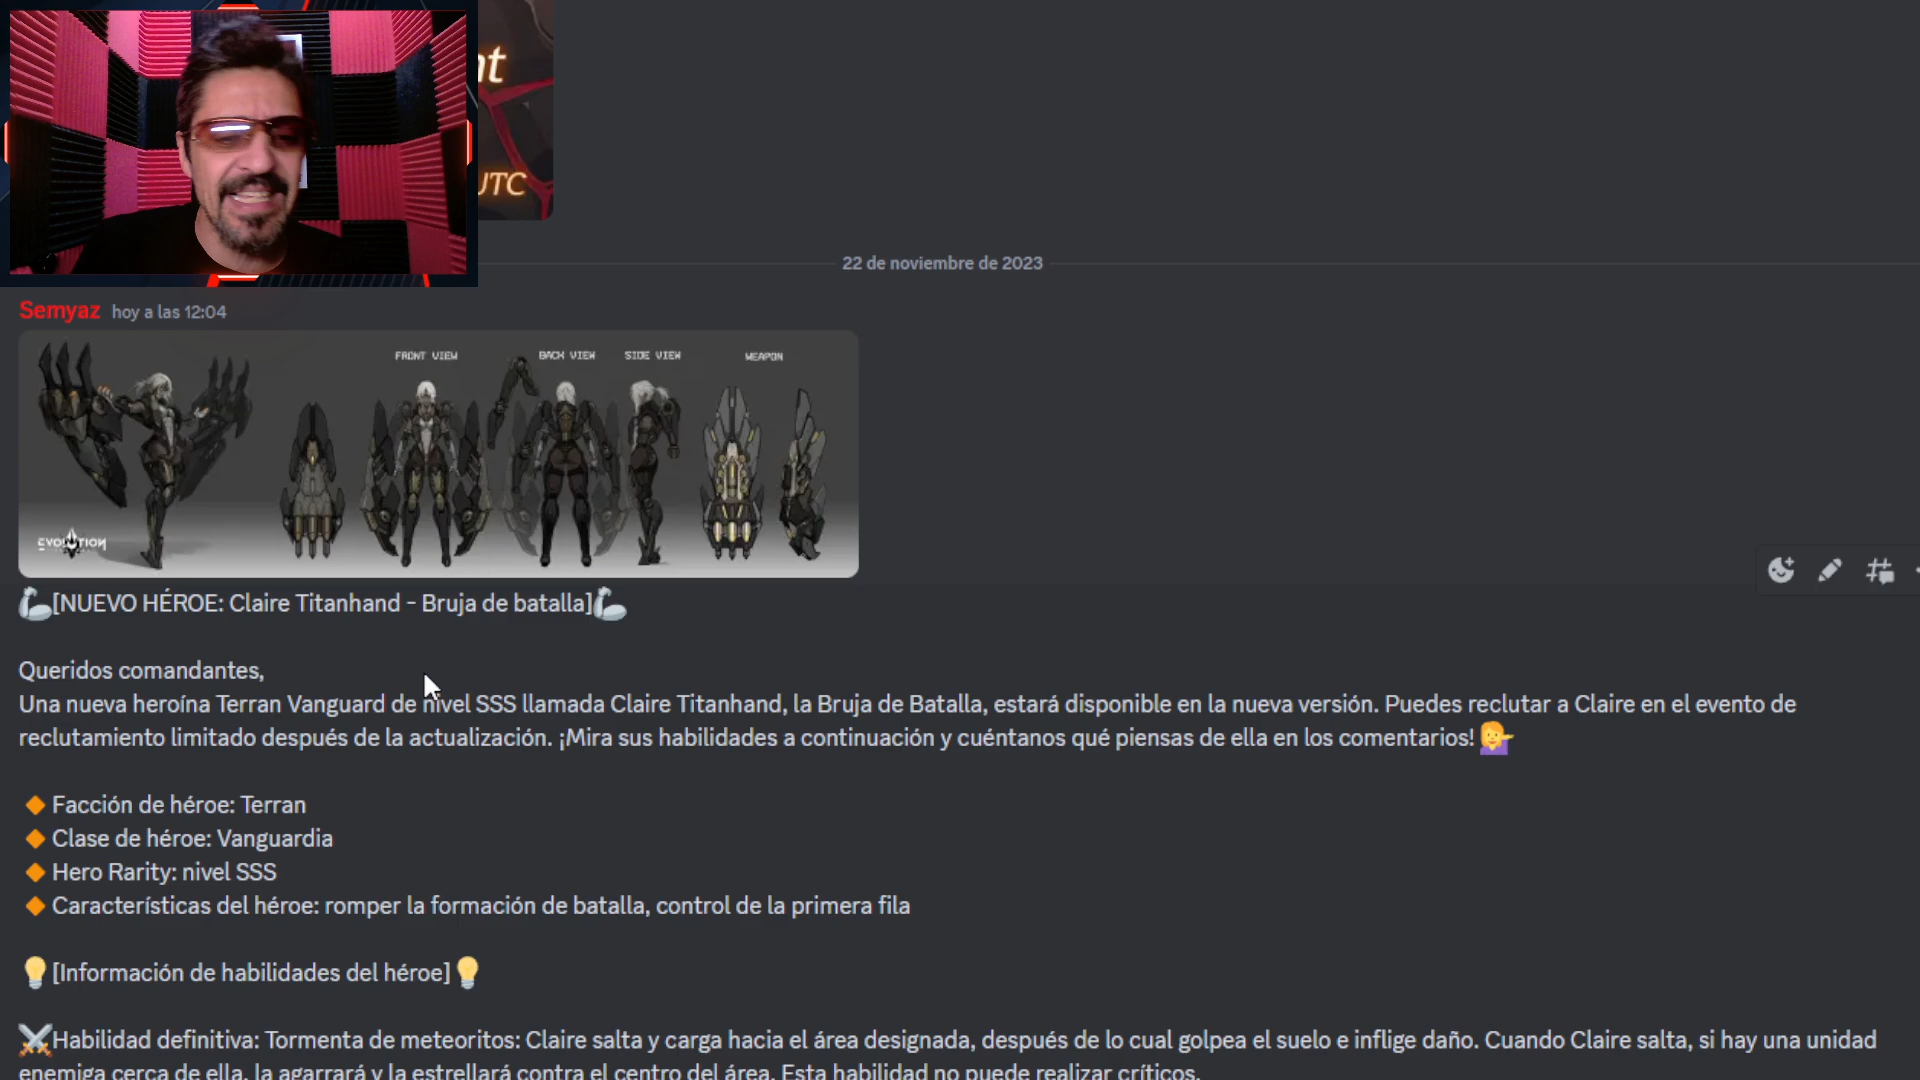 UTC
22 de noviembre de 2023
Semyaz hoy a las 12:04
FRONT VIEW BACK VIEW SIDE VIEW WEAPON
EVOLUTION
[NUEVO HÉROE: Claire Titanhand - Bruja de batalla]
Queridos comandantes,
Una nueva heroína Terran Vanguard de nivel SSS llamada Claire Titanhand, la Bruja de Batalla, estará disponible en la nueva versión. Puedes reclutar a Claire en el evento de
reclutamiento limitado después de la actualización. ¡Mira sus habilidades a continuación y cuéntanos qué piensas de ella en los comentarios!
Facción de héroe: Terran
Clase de héroe: Vanguardia
Hero Rarity: nivel SSS
Características del héroe: romper la formación de batalla, control de la primera fila
[Información de habilidades del héroe]
Habilidad definitiva: Tormenta de meteoritos: Claire salta y carga hacia el área designada, después de lo cual golpea el suelo e inflige daño. Cuando Claire salta, si hay una unidad
enemiga cerca de ella, la agarrará y la estrellará contra el centro del área. Esta habilidad no puede realizar críticos.